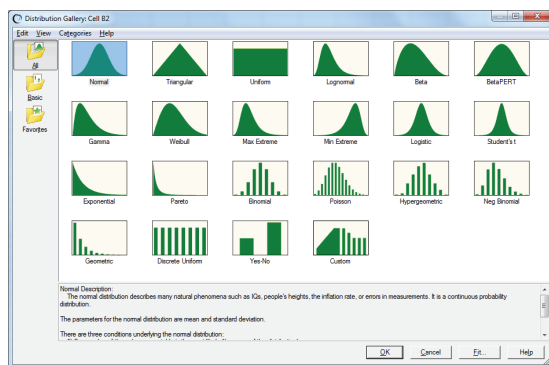 Distribution Gallery: Cell B2
Edit View Categories Help
All
Basic
Favorites
Normal Triangular Uniform Lognormal Beta BetaPERT
Gamma Weibull Max Extreme Min Extreme Logistic Student's t
Exponential Pareto Binomial Poisson Hypergeometric Neg Binomial
Geometric Discrete Uniform Yes-No Custom
Normal Description:
The normal distribution describes many natural phenomena such as IQs, people's heights, the inflation rate, or errors in measurements. It is a continuous probability
distribution.
The parameters for the normal distribution are mean and standard deviation.
There are three conditions underlying the normal distribution:
OK Cancel Fit... Help